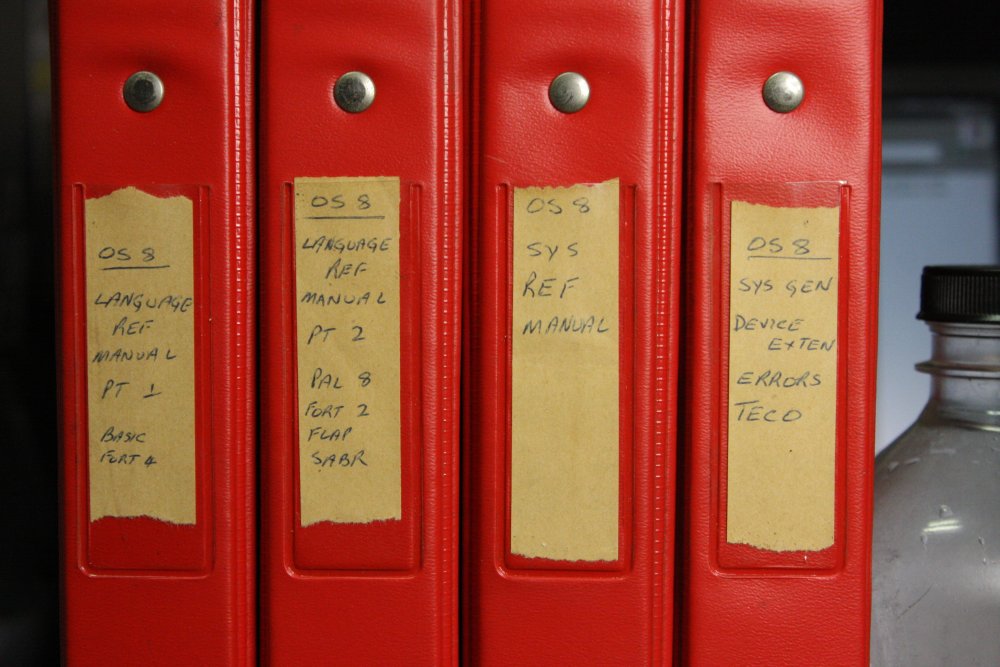 OS 8
LANGUAGE
REF
MANUAL
PT 1
BASIC
FORT 4
OS 8
LANGUAGE
REF
MANUAL
PT 2
PAL 8
FORT 2
FLAP
SABR
OS 8
SYS
REF
MANUAL
OS 8
SYS GEN
DEVICE
EXTEN
ERRORS
TECO